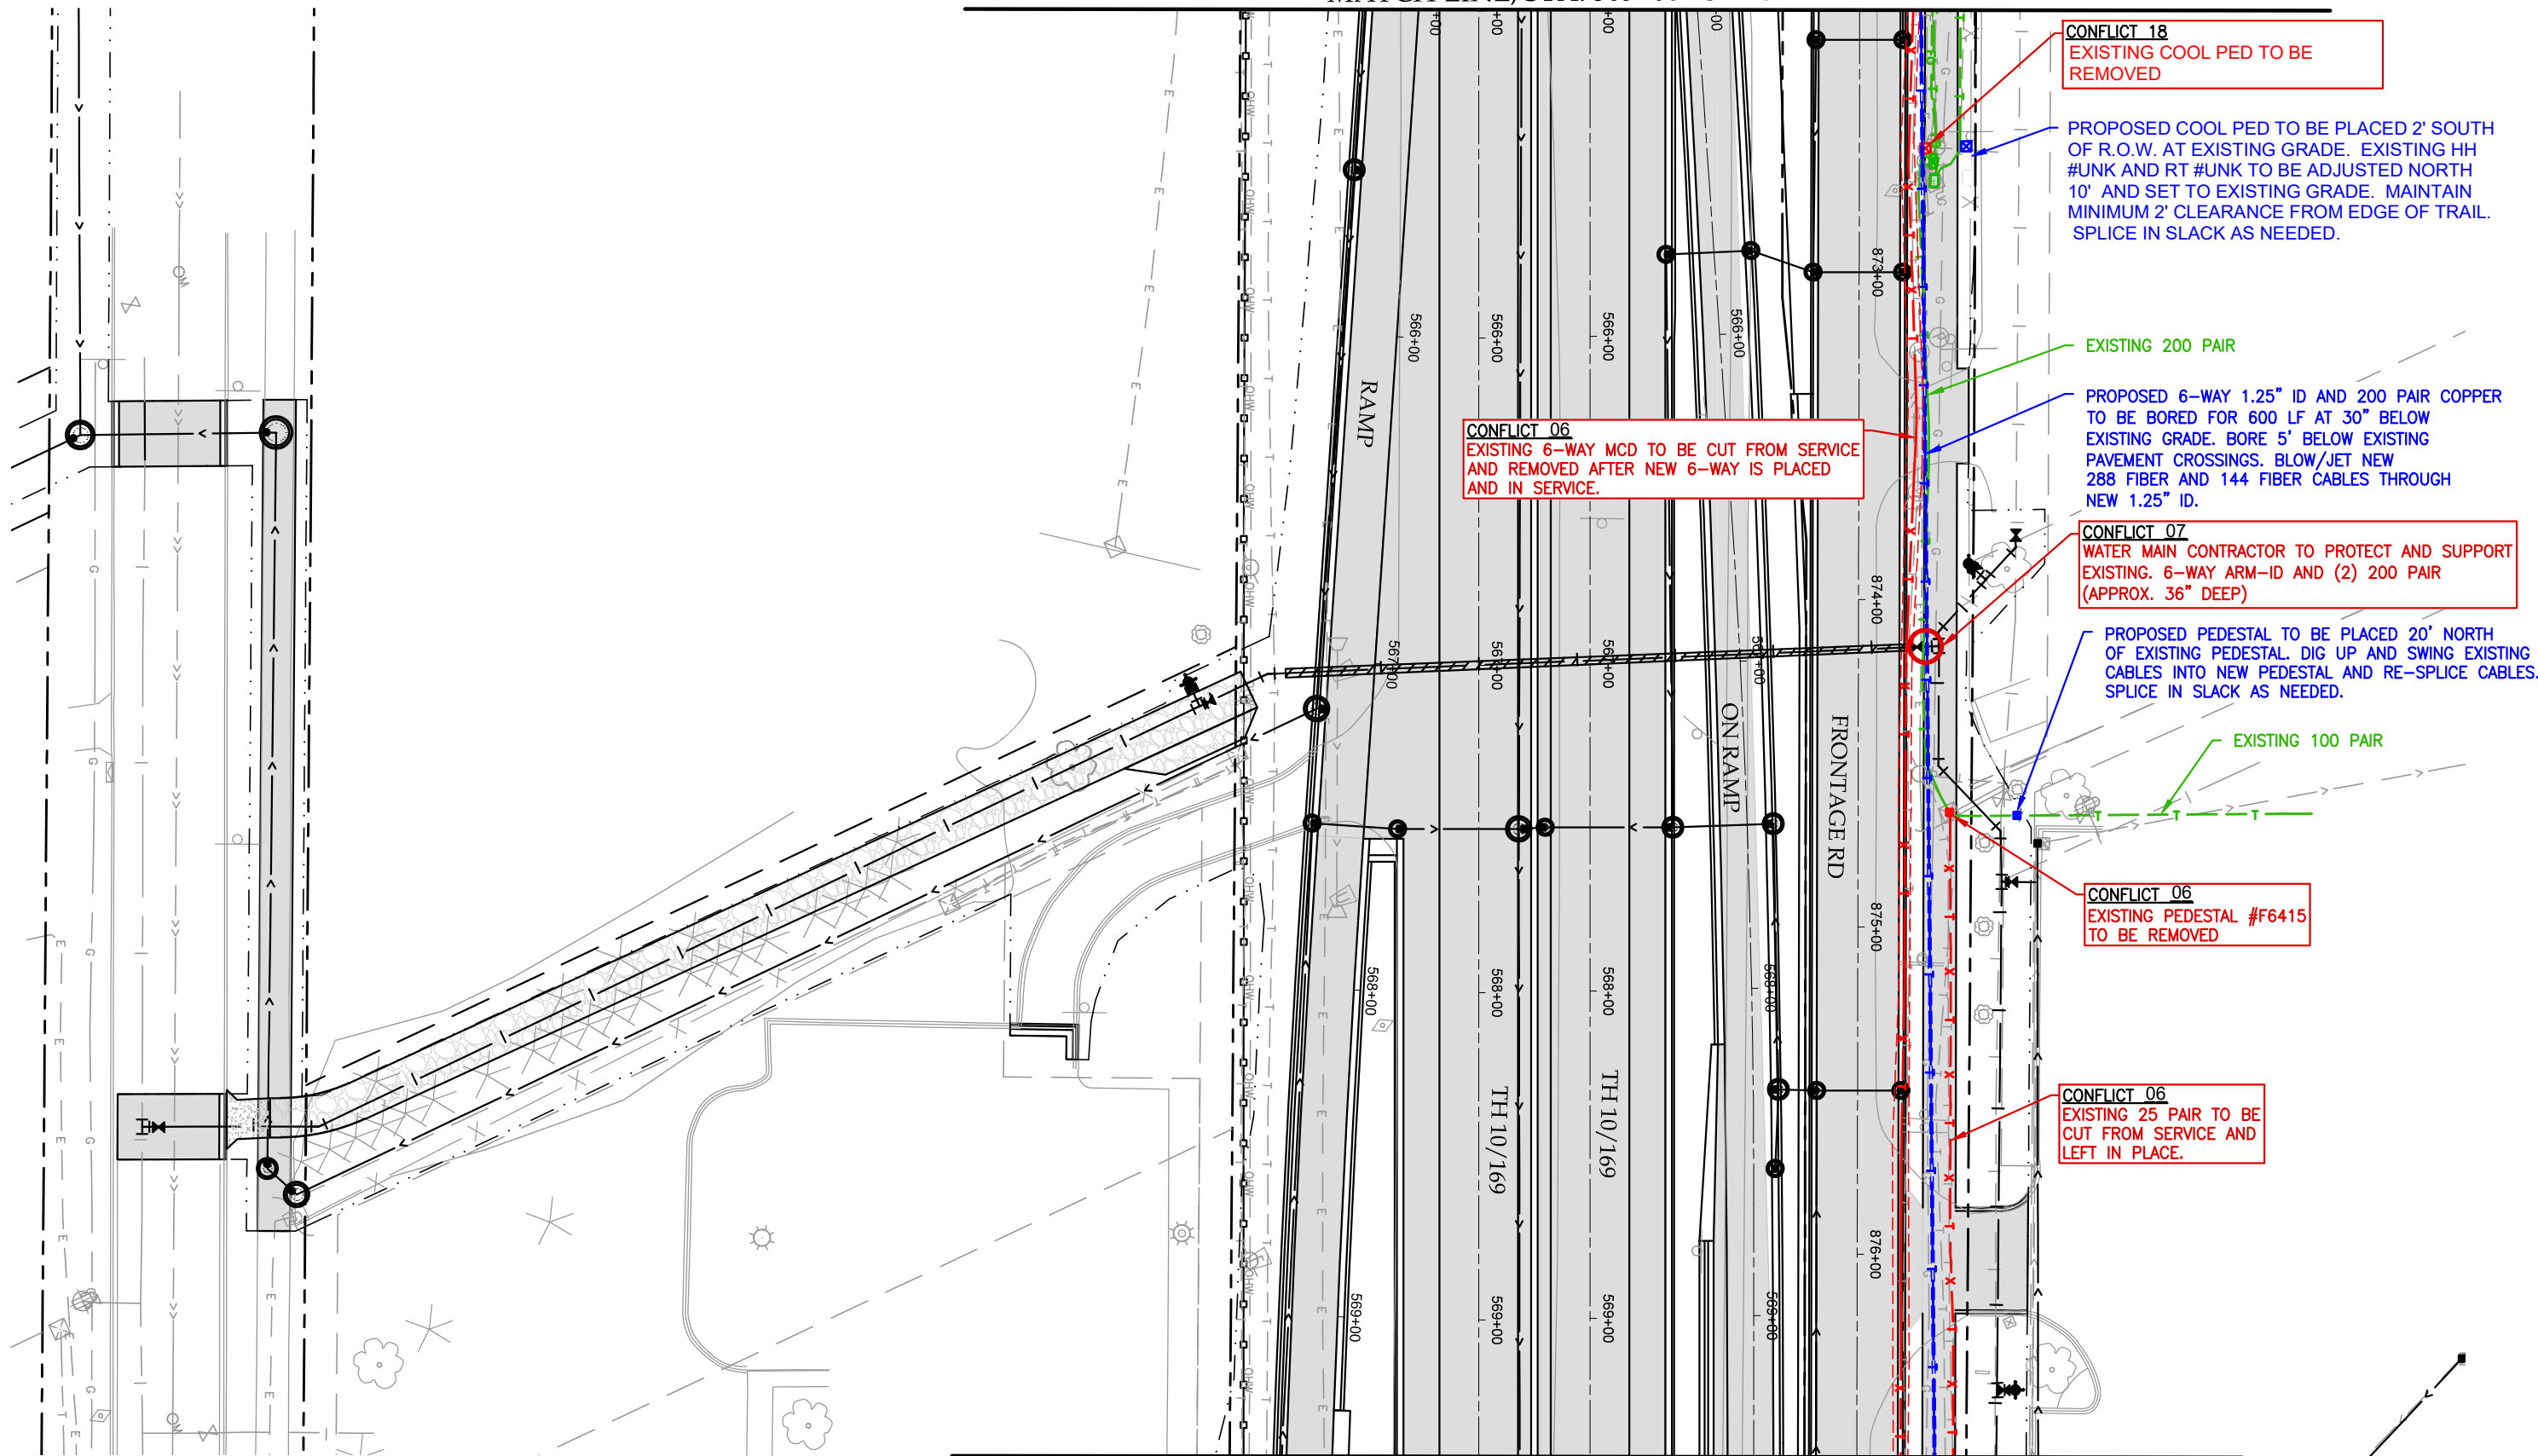 CONFLICT 18
EXISTING COOL PED TO BE
REMOVED
PROPOSED COOL PED TO BE PLACED 2' SOUTH
OF R.O.W. AT EXISTING GRADE. EXISTING HH
#UNK AND RT #UNK TO BE ADJUSTED NORTH
10' AND SET TO EXISTING GRADE. MAINTAIN
MINIMUM 2' CLEARANCE FROM EDGE OF TRAIL.
SPLICE IN SLACK AS NEEDED.
EXISTING 200 PAIR
PROPOSED 6-WAY 1.25” ID AND 200 PAIR COPPER
TO BE BORED FOR 600 LF AT 30” BELOW
EXISTING GRADE. BORE 5' BELOW EXISTING
PAVEMENT CROSSINGS. BLOW/JET NEW
288 FIBER AND 144 FIBER CABLES THROUGH
NEW 1.25” ID.
CONFLICT 06
EXISTING 6-WAY MCD TO BE CUT FROM SERVICE
AND REMOVED AFTER NEW 6-WAY IS PLACED
AND IN SERVICE.
CONFLICT 07
WATER MAIN CONTRACTOR TO PROTECT AND SUPPORT
EXISTING. 6-WAY ARM-ID AND (2) 200 PAIR
(APPROX. 36” DEEP)
PROPOSED PEDESTAL TO BE PLACED 20' NORTH
OF EXISTING PEDESTAL. DIG UP AND SWING EXISTING
CABLES INTO NEW PEDESTAL AND RE-SPLICE CABLES.
SPLICE IN SLACK AS NEEDED.
EXISTING 100 PAIR
CONFLICT 06
EXISTING PEDESTAL #F6415
TO BE REMOVED
CONFLICT 06
EXISTING 25 PAIR TO BE
CUT FROM SERVICE AND
LEFT IN PLACE.
RAMP
ON RAMP
FRONTAGE RD
TH 10/169
TH 10/169
566+00
566+00
566+00
566+00
873+00
874+00
875+00
876+00
568+00
568+00
568+00
568+00
569+00
569+00
569+00
569+00